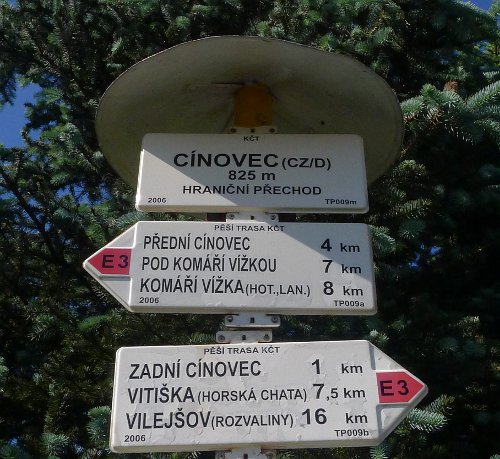 KČT
CÍNOVEC (CZ/D)
825 m
HRANIČNÍ PŘECHOD
2006 TP009m
PĚŠÍ TRASA KČT
PŘEDNÍ CÍNOVEC 4 km
E3 POD KOMÁŘÍ VÍŽKOU 7 km
KOMÁŘÍ VÍŽKA (HOT.,LAN.) 8 km
2006 TP009a
PĚŠÍ TRASA KČT
ZADNÍ CÍNOVEC 1 km
VITIŠKA (HORSKÁ CHATA) 7,5 km E3
VILEJŠOV (ROZVALINY) 16 km
2006 TP009b